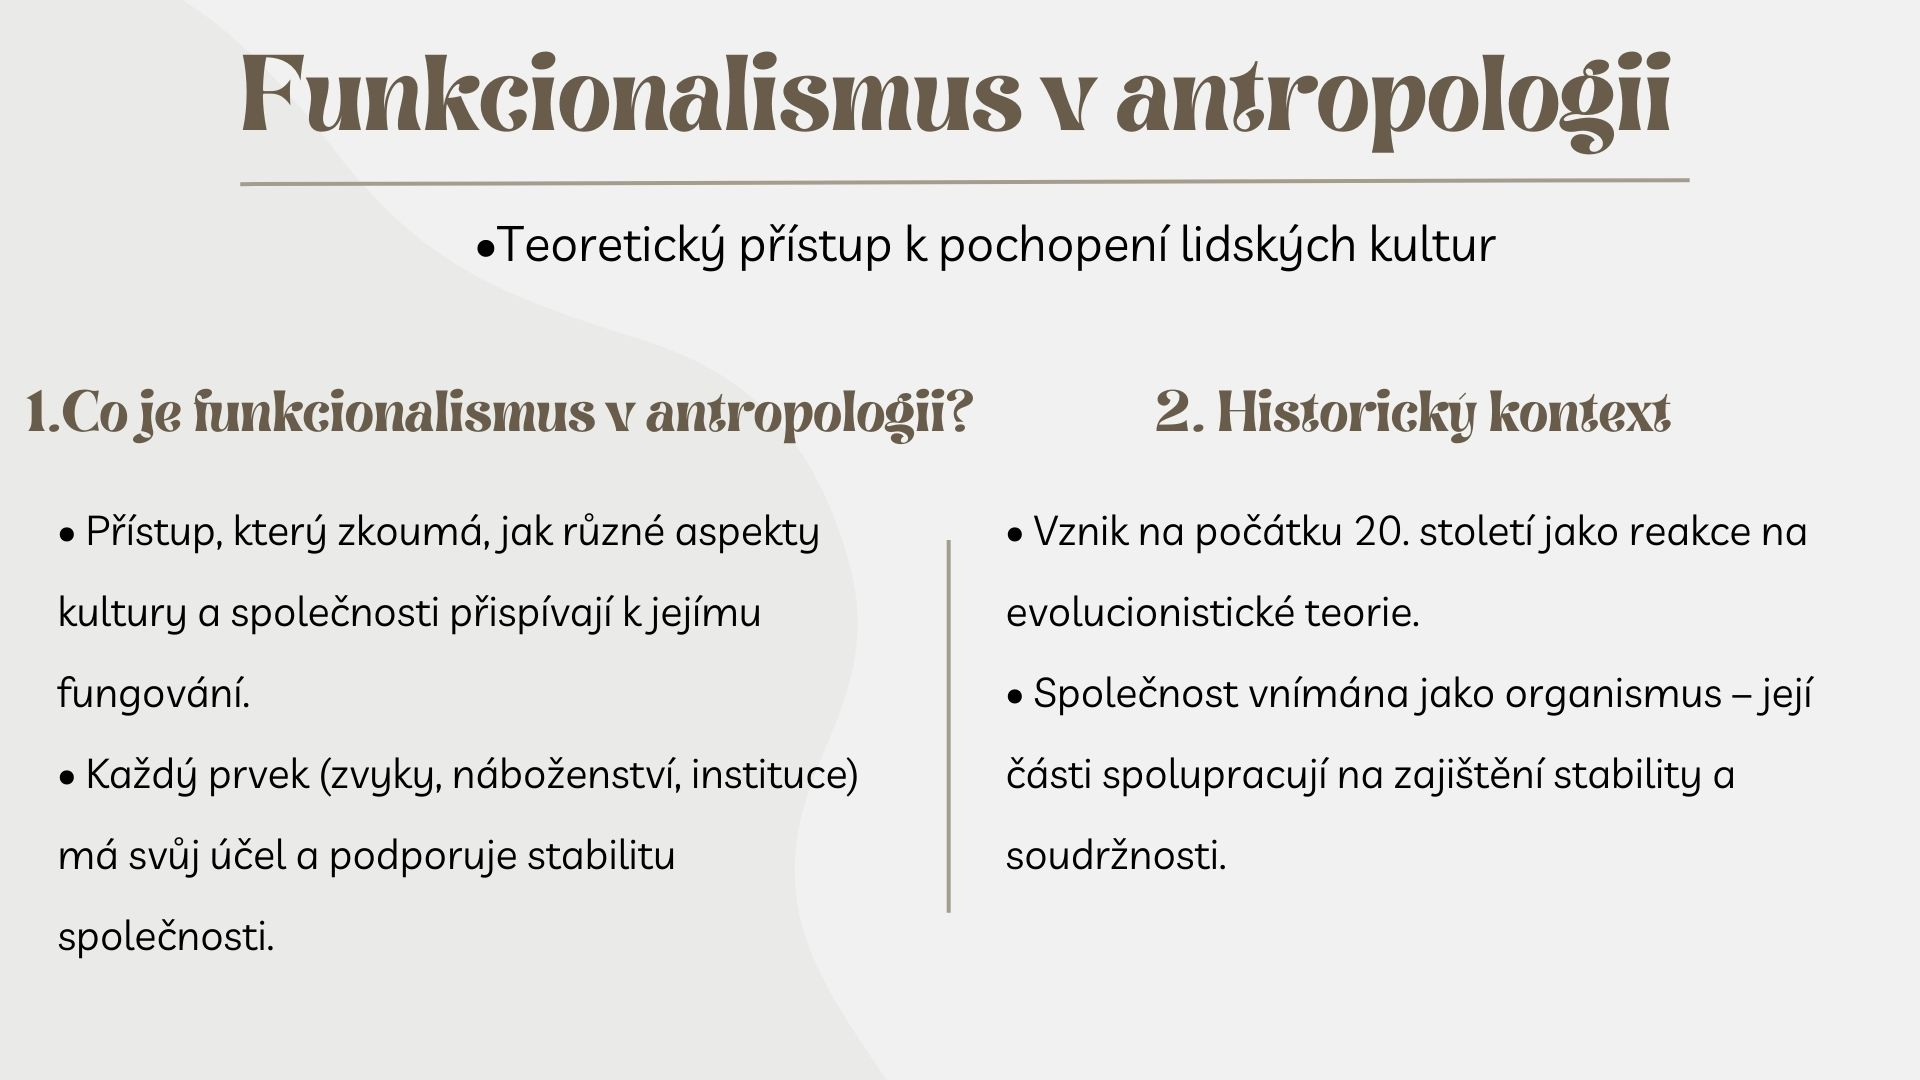 Funkcionalismus v antropologii
•Teoretický přístup k pochopení lidských kultur
1.Co je funkcionalismus v antropologii?
• Přístup, který zkoumá, jak různé aspekty
kultury a společnosti přispívají k jejímu
fungování.
• Každý prvek (zvyky, náboženství, instituce)
má svůj účel a podporuje stabilitu
společnosti.
2. Historický kontext
• Vznik na počátku 20. století jako reakce na
evolucionistické teorie.
• Společnost vnímána jako organismus – její
části spolupracují na zajištění stability a
soudržnosti.